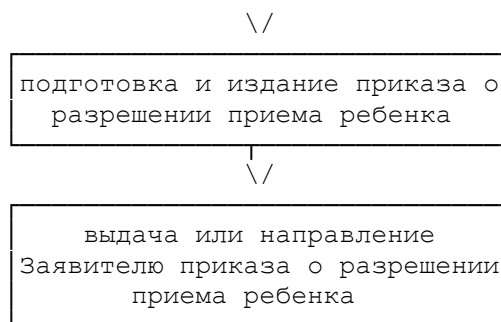 \/
подготовка и издание приказа о
разрешении приема ребенка
\/
выдача или направление
Заявителю приказа о разрешении
приема ребенка